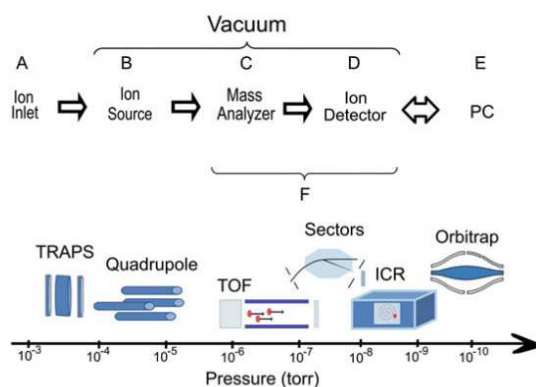 Vacuum
A B C D E
Ion Inlet
Ion Source
Mass Analyzer
Ion Detector
PC
F
TRAPS
Quadrupole
TOF
Sectors
ICR
Orbitrap
10⁻³ 10⁻⁴ 10⁻⁵ 10⁻⁶ 10⁻⁷ 10⁻⁸ 10⁻⁹ 10⁻¹⁰
Pressure (torr)